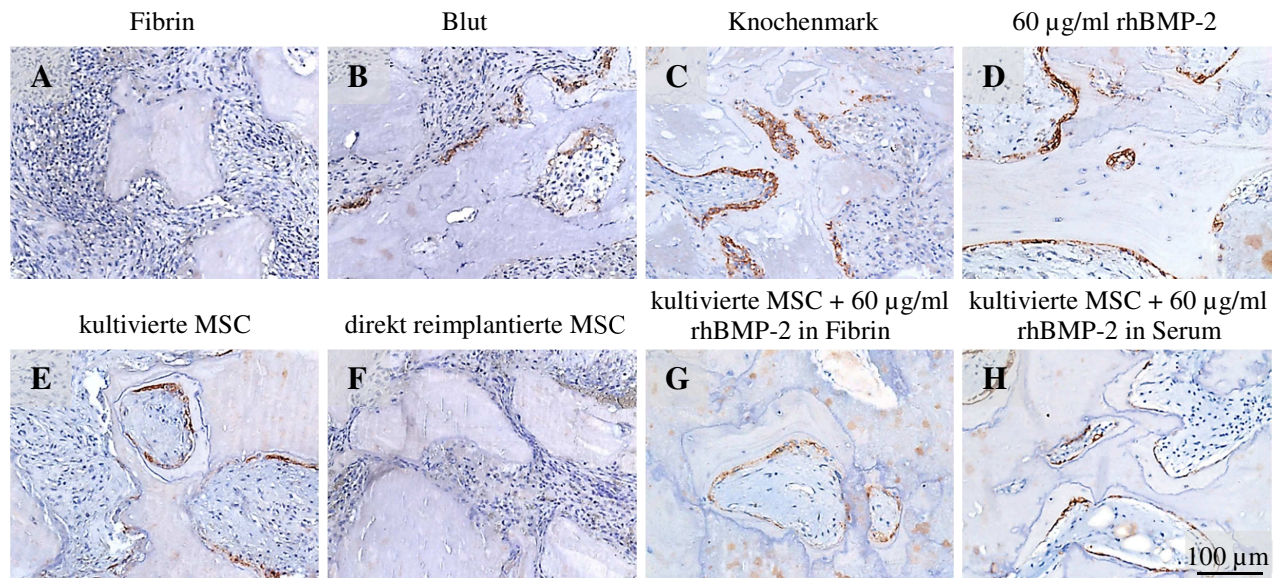 Fibrin
Blut
Knochenmark
60 µg/ml rhBMP-2
A
B
C
D
kultivierte MSC
direkt reimplantierte MSC
kultivierte MSC + 60 µg/ml
rhBMP-2 in Fibrin
kultivierte MSC + 60 µg/ml
rhBMP-2 in Serum
E
F
G
H
100 µm